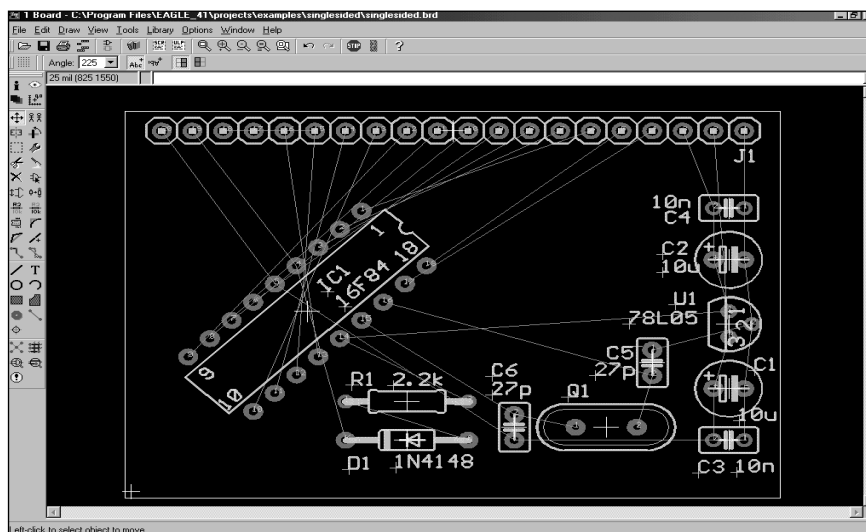 1 Board - C:\Program Files\EAGLE_41\projects\examples\singlesided\singlesided.brd
File Edit Draw View Tools Library Options Window Help
Angle: 225
25 mil (825 1550)
J1
10n
C4
C2
10u
1
18
IC1
16F84
9
10
U1
78L05
1
2
3
C5
27p
C1
10u
R1 2.2k
C6
27p
Q1
D1 1N4148
C3 10n
Left-click to select object to move